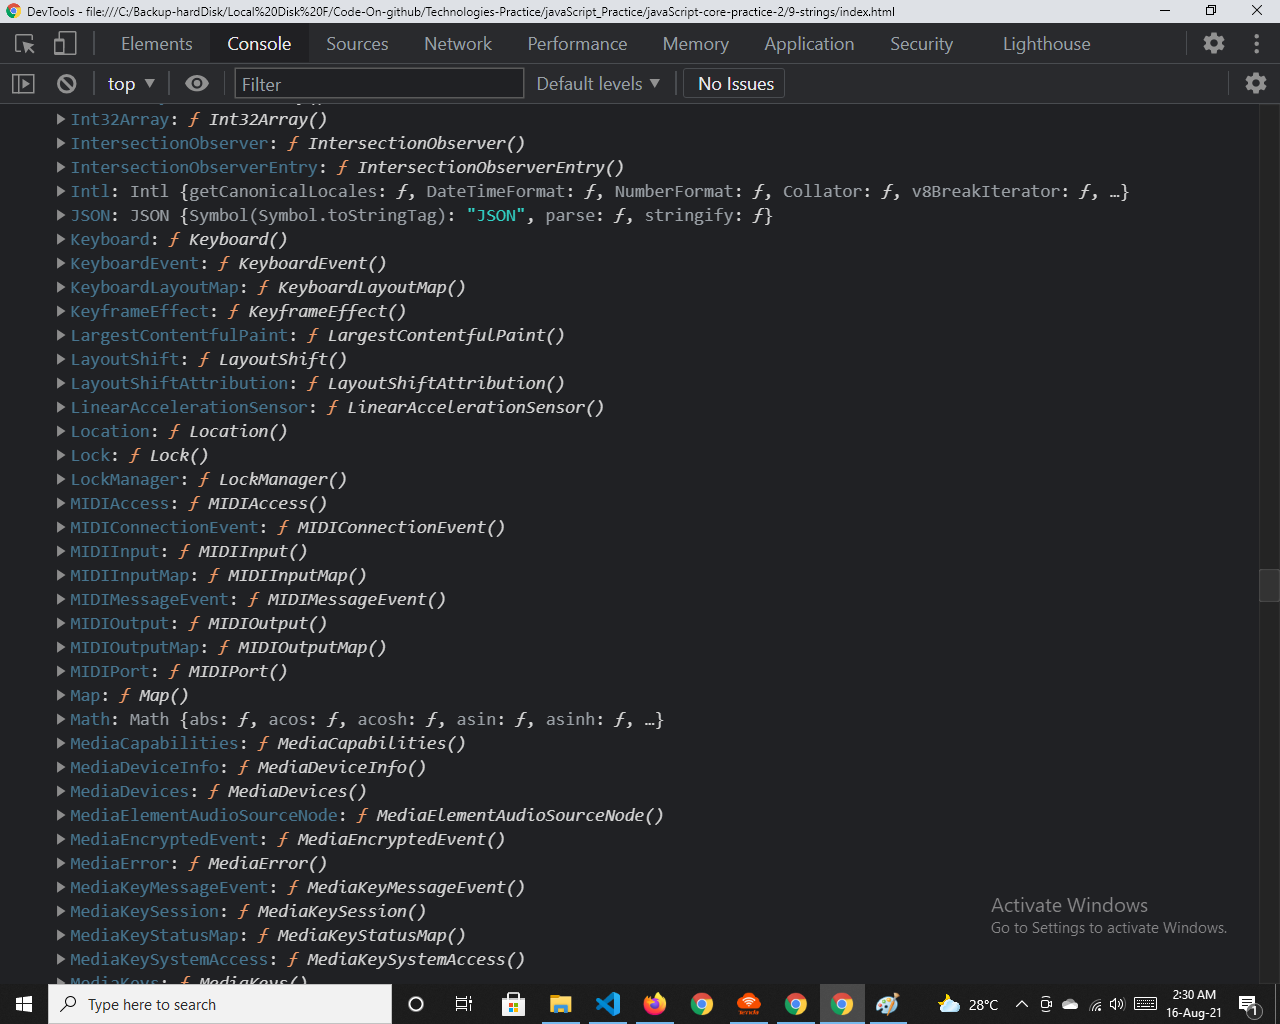 DevTools - file:///C:/Backup-hardDisk/Local%20Disk%20F/Code-On-github/Technologies-Practice/javaScript_Practice/javaScript-core-practice-2/9-strings/index.html
Elements Console Sources Network Performance Memory Application Security Lighthouse
top ▼ Filter Default levels ▼ No Issues
Int32Array: ƒ Int32Array()
IntersectionObserver: ƒ IntersectionObserver()
IntersectionObserverEntry: ƒ IntersectionObserverEntry()
Intl: Intl {getCanonicalLocales: ƒ, DateTimeFormat: ƒ, NumberFormat: ƒ, Collator: ƒ, v8BreakIterator: ƒ, …}
JSON: JSON {Symbol(Symbol.toStringTag): "JSON", parse: ƒ, stringify: ƒ}
Keyboard: ƒ Keyboard()
KeyboardEvent: ƒ KeyboardEvent()
KeyboardLayoutMap: ƒ KeyboardLayoutMap()
KeyframeEffect: ƒ KeyframeEffect()
LargestContentfulPaint: ƒ LargestContentfulPaint()
LayoutShift: ƒ LayoutShift()
LayoutShiftAttribution: ƒ LayoutShiftAttribution()
LinearAccelerationSensor: ƒ LinearAccelerationSensor()
Location: ƒ Location()
Lock: ƒ Lock()
LockManager: ƒ LockManager()
MIDIAccess: ƒ MIDIAccess()
MIDIConnectionEvent: ƒ MIDIConnectionEvent()
MIDIInput: ƒ MIDIInput()
MIDIInputMap: ƒ MIDIInputMap()
MIDIMessageEvent: ƒ MIDIMessageEvent()
MIDIOutput: ƒ MIDIOutput()
MIDIOutputMap: ƒ MIDIOutputMap()
MIDIPort: ƒ MIDIPort()
Map: ƒ Map()
Math: Math {abs: ƒ, acos: ƒ, acosh: ƒ, asin: ƒ, asinh: ƒ, …}
MediaCapabilities: ƒ MediaCapabilities()
MediaDeviceInfo: ƒ MediaDeviceInfo()
MediaDevices: ƒ MediaDevices()
MediaElementAudioSourceNode: ƒ MediaElementAudioSourceNode()
MediaEncryptedEvent: ƒ MediaEncryptedEvent()
MediaError: ƒ MediaError()
MediaKeyMessageEvent: ƒ MediaKeyMessageEvent()
MediaKeySession: ƒ MediaKeySession()
MediaKeyStatusMap: ƒ MediaKeyStatusMap()
MediaKeySystemAccess: ƒ MediaKeySystemAccess()
MediaKeys: ƒ MediaKeys()
Activate Windows
Go to Settings to activate Windows.
Type here to search
28°C
2:30 AM
16-Aug-21
1